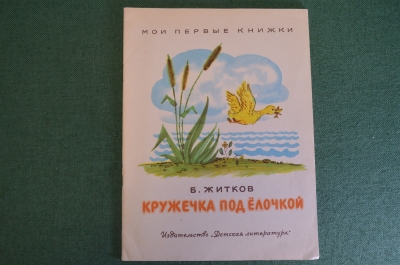 МОИ ПЕРВЫЕ КНИЖКИ
Б. ЖИТКОВ
КРУЖЕЧКА ПОД ЁЛОЧКОЙ
Издательство „Детская литература"